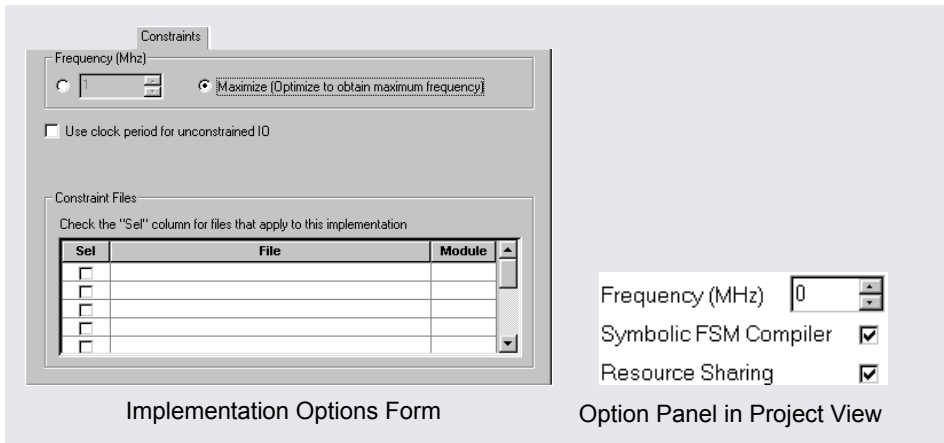 Constraints
Frequency (Mhz)
1
Maximize (Optimize to obtain maximum frequency)
Use clock period for unconstrained IO
Constraint Files
Check the "Sel" column for files that apply to this implementation
Sel File Module
Implementation Options Form
Frequency (MHz) 0
Symbolic FSM Compiler
Resource Sharing
Option Panel in Project View